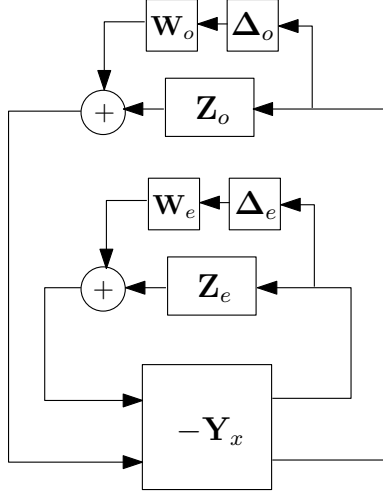 W_o Δ_o
+ Z_o
W_e Δ_e
+ Z_e
−Y_x